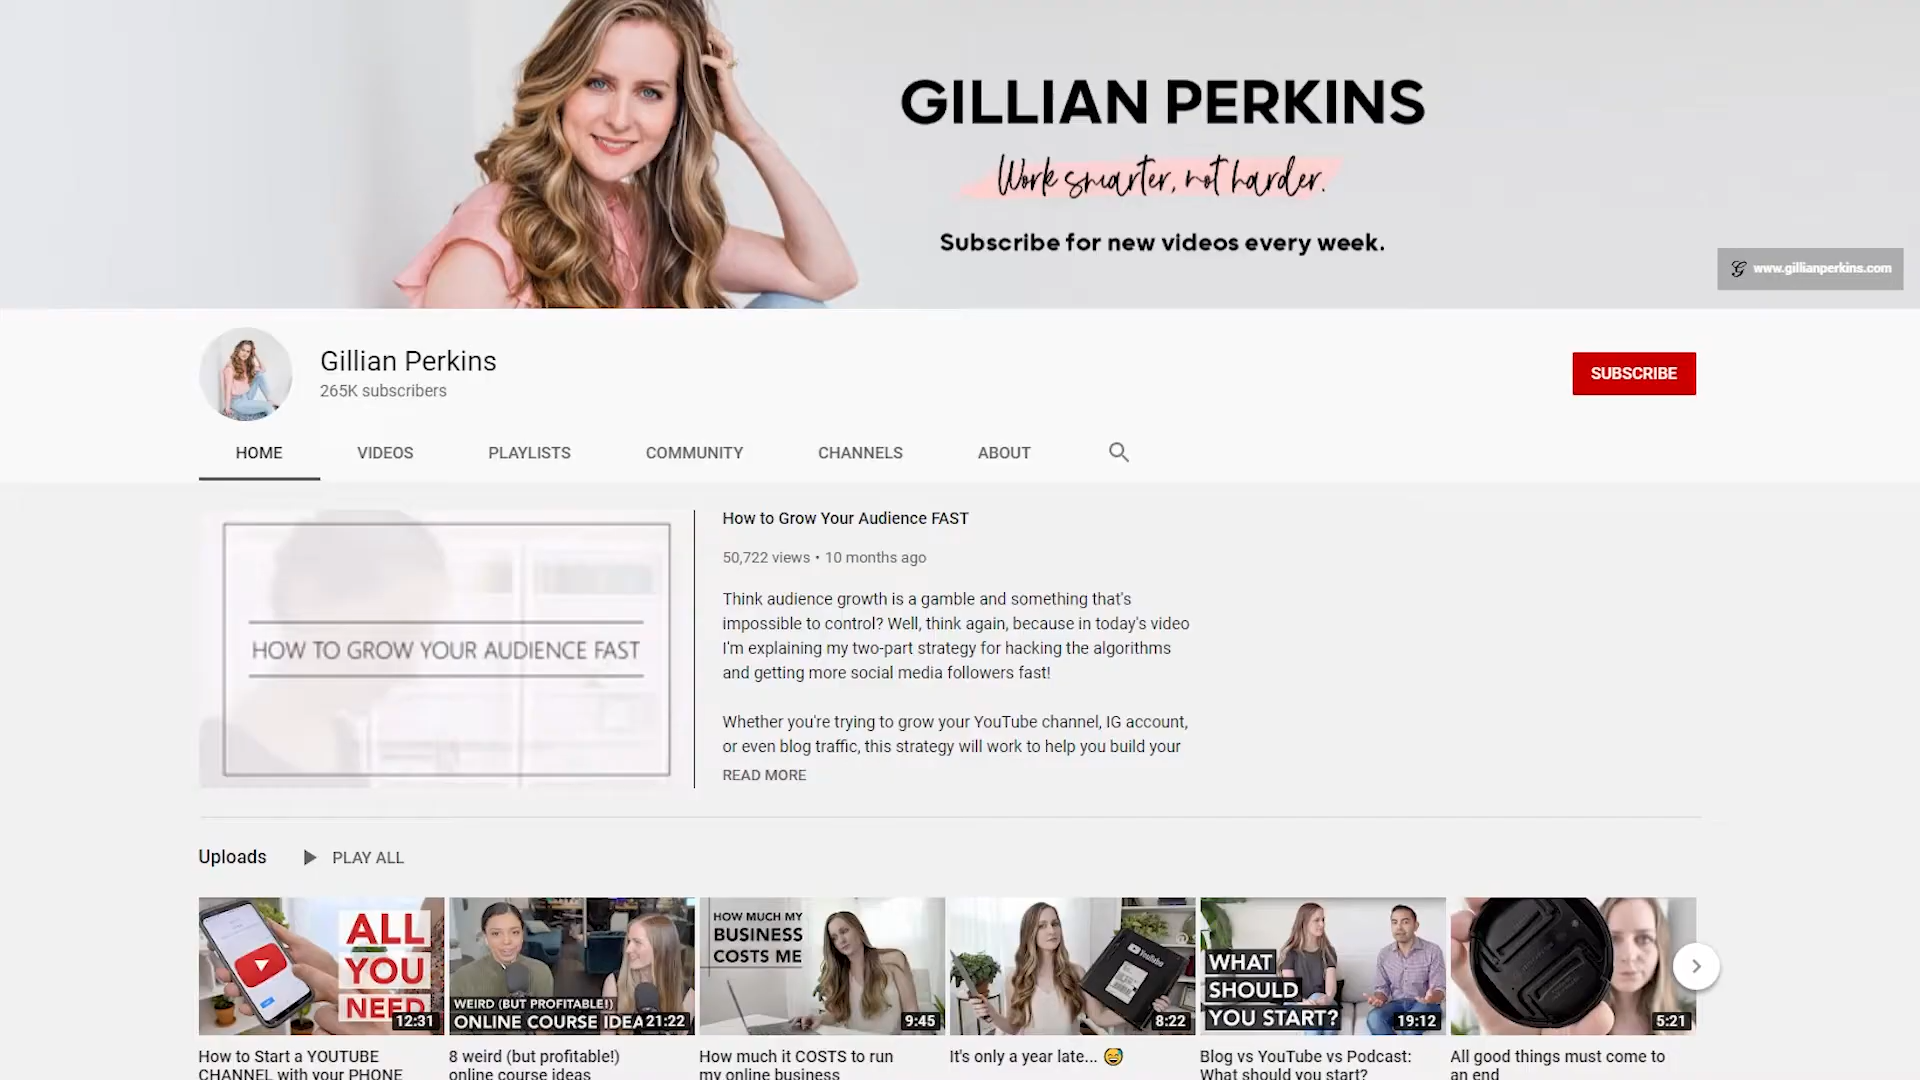 GILLIAN PERKINS
Work smarter, not harder.
Subscribe for new videos every week.
www.gillianperkins.com
Gillian Perkins
265K subscribers
SUBSCRIBE
HOME
VIDEOS
PLAYLISTS
COMMUNITY
CHANNELS
ABOUT
HOW TO GROW YOUR AUDIENCE FAST
How to Grow Your Audience FAST
50,722 views • 10 months ago
Think audience growth is a gamble and something that's
impossible to control? Well, think again, because in today's video
I'm explaining my two-part strategy for hacking the algorithms
and getting more social media followers fast!
Whether you're trying to grow your YouTube channel, IG account,
or even blog traffic, this strategy will work to help you build your
READ MORE
Uploads
PLAY ALL
ALL
YOU
NEED
12:31
WEIRD (BUT PROFITABLE!)
ONLINE COURSE IDEA
21:22
HOW MUCH MY
BUSINESS
COSTS ME
9:45
YouTube
8:22
WHAT
SHOULD
YOU START?
19:12
5:21
How to Start a YOUTUBE
CHANNEL with your PHONE
8 weird (but profitable!)
online course ideas
How much it COSTS to run
my online business
It's only a year late... 😅
Blog vs YouTube vs Podcast:
What should you start?
All good things must come to
an end